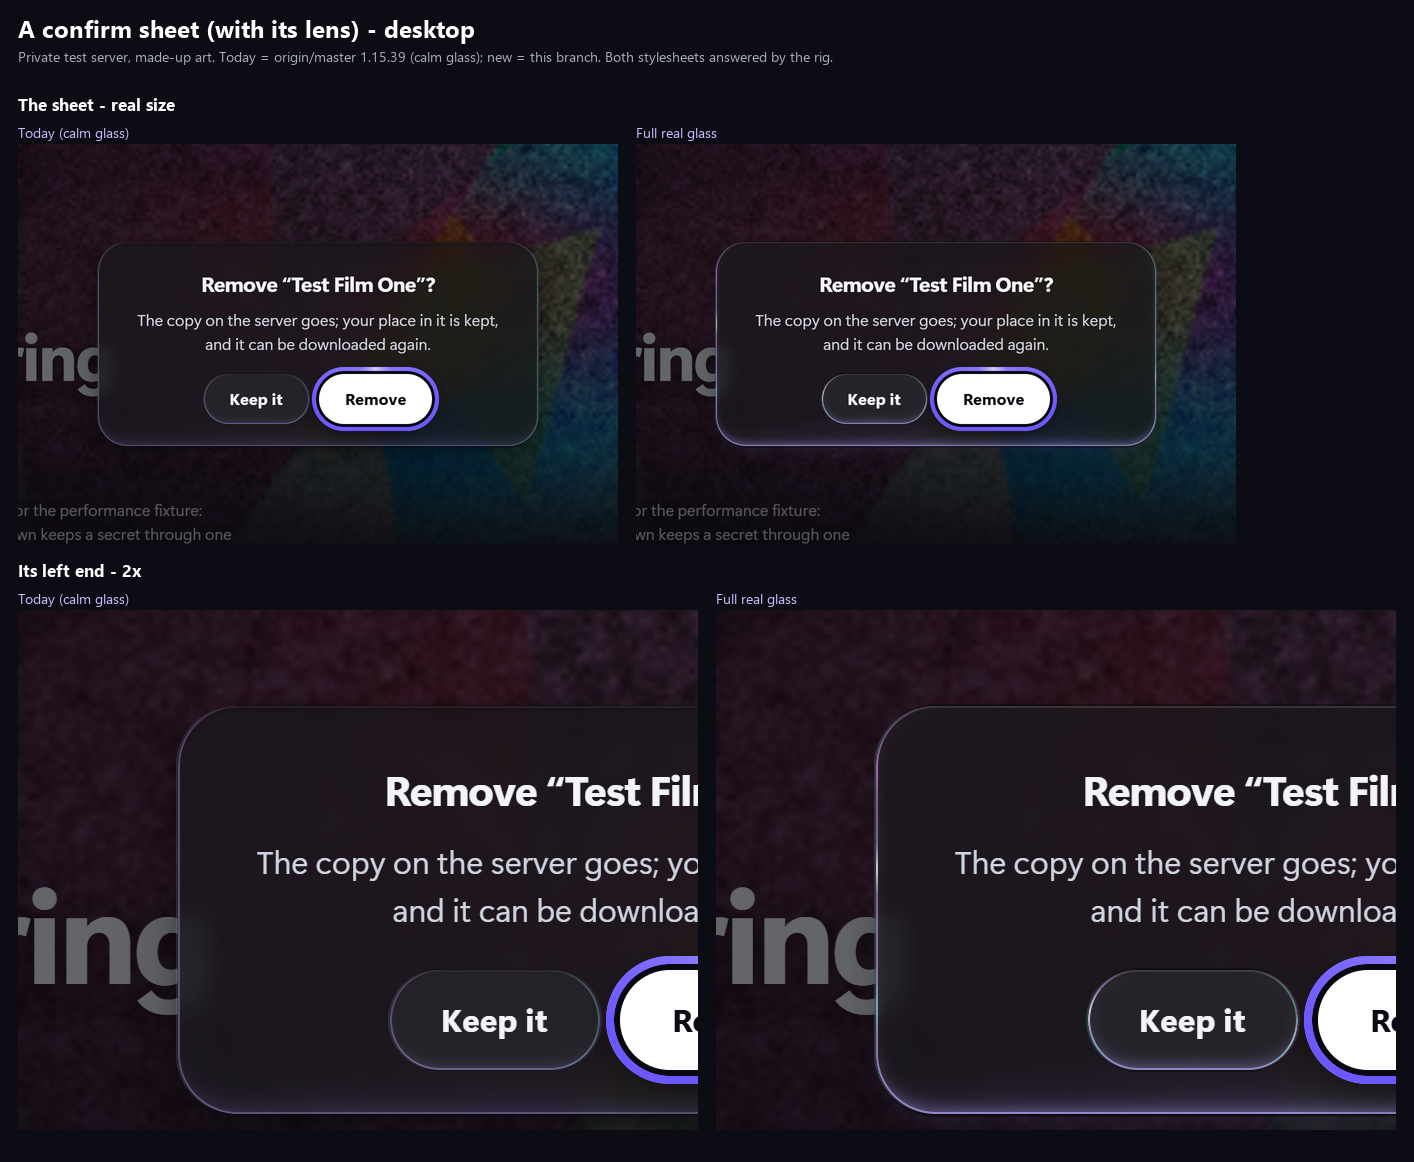 A confirm sheet (with its lens) - desktop
Private test server, made-up art. Today = origin/master 1.15.39 (calm glass); new = this branch. Both stylesheets answered by the rig.
The sheet - real size
Today (calm glass)
Full real glass
Remove “Test Film One”?
The copy on the server goes; your place in it is kept,
and it can be downloaded again.
ring
Keep it
Remove
or the performance fixture:
wn keeps a secret through one
Remove “Test Film One”?
The copy on the server goes; your place in it is kept,
and it can be downloaded again.
ring
Keep it
Remove
or the performance fixture:
wn keeps a secret through one
Its left end - 2x
Today (calm glass)
Full real glass
Remove “Test Fil
The copy on the server goes; yo
and it can be downloa
ring
Keep it
Re
Remove “Test Fil
The copy on the server goes; yo
and it can be downloa
ring
Keep it
Re